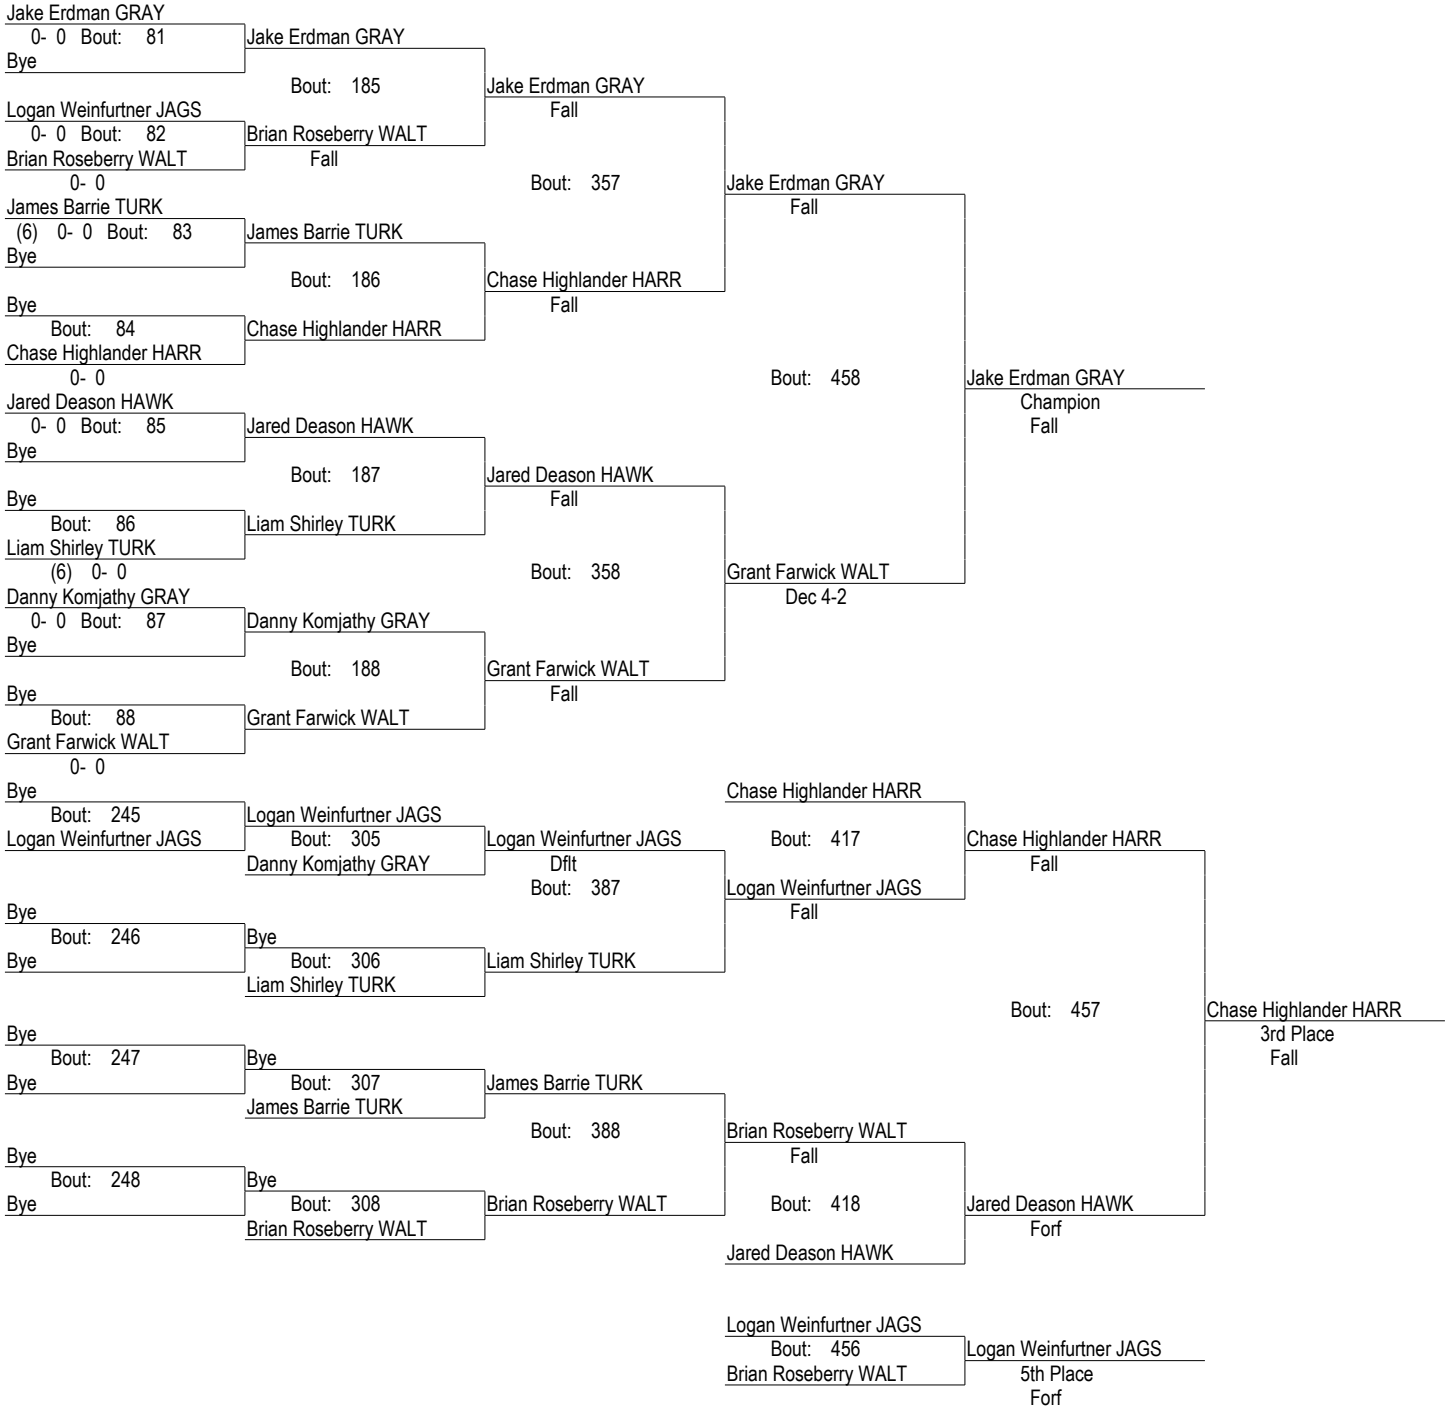 Jake Erdman GRAY
0- 0 Bout: 81
Jake Erdman GRAY
Bye
Bout: 185
Jake Erdman GRAY
Logan Weinfurtner JAGS
Fall
0- 0 Bout: 82
Brian Roseberry WALT
Brian Roseberry WALT
Fall
0- 0
Bout: 357
Jake Erdman GRAY
James Barrie TURK
Fall
(6) 0- 0 Bout: 83
James Barrie TURK
Bye
Bout: 186
Chase Highlander HARR
Bye
Fall
Bout: 84
Chase Highlander HARR
Chase Highlander HARR
0- 0
Bout: 458
Jake Erdman GRAY
Jared Deason HAWK
Champion
0- 0 Bout: 85
Jared Deason HAWK
Fall
Bye
Bout: 187
Jared Deason HAWK
Bye
Fall
Bout: 86
Liam Shirley TURK
Liam Shirley TURK
(6) 0- 0
Bout: 358
Grant Farwick WALT
Danny Komjathy GRAY
Dec 4-2
0- 0 Bout: 87
Danny Komjathy GRAY
Bye
Bout: 188
Grant Farwick WALT
Bye
Fall
Bout: 88
Grant Farwick WALT
Grant Farwick WALT
0- 0
Bye
Chase Highlander HARR
Bout: 245
Logan Weinfurtner JAGS
Logan Weinfurtner JAGS
Bout: 305
Logan Weinfurtner JAGS
Bout: 417
Chase Highlander HARR
Danny Komjathy GRAY
Dflt
Fall
Bout: 387
Logan Weinfurtner JAGS
Bye
Fall
Bout: 246
Bye
Bye
Bout: 306
Liam Shirley TURK
Liam Shirley TURK
Bout: 457
Chase Highlander HARR
Bye
3rd Place
Bout: 247
Bye
Fall
Bye
Bout: 307
James Barrie TURK
James Barrie TURK
Bout: 388
Brian Roseberry WALT
Bye
Fall
Bout: 248
Bye
Bye
Bout: 308
Brian Roseberry WALT
Bout: 418
Jared Deason HAWK
Brian Roseberry WALT
Forf
Jared Deason HAWK
Logan Weinfurtner JAGS
Bout: 456
Logan Weinfurtner JAGS
Brian Roseberry WALT
5th Place
Forf